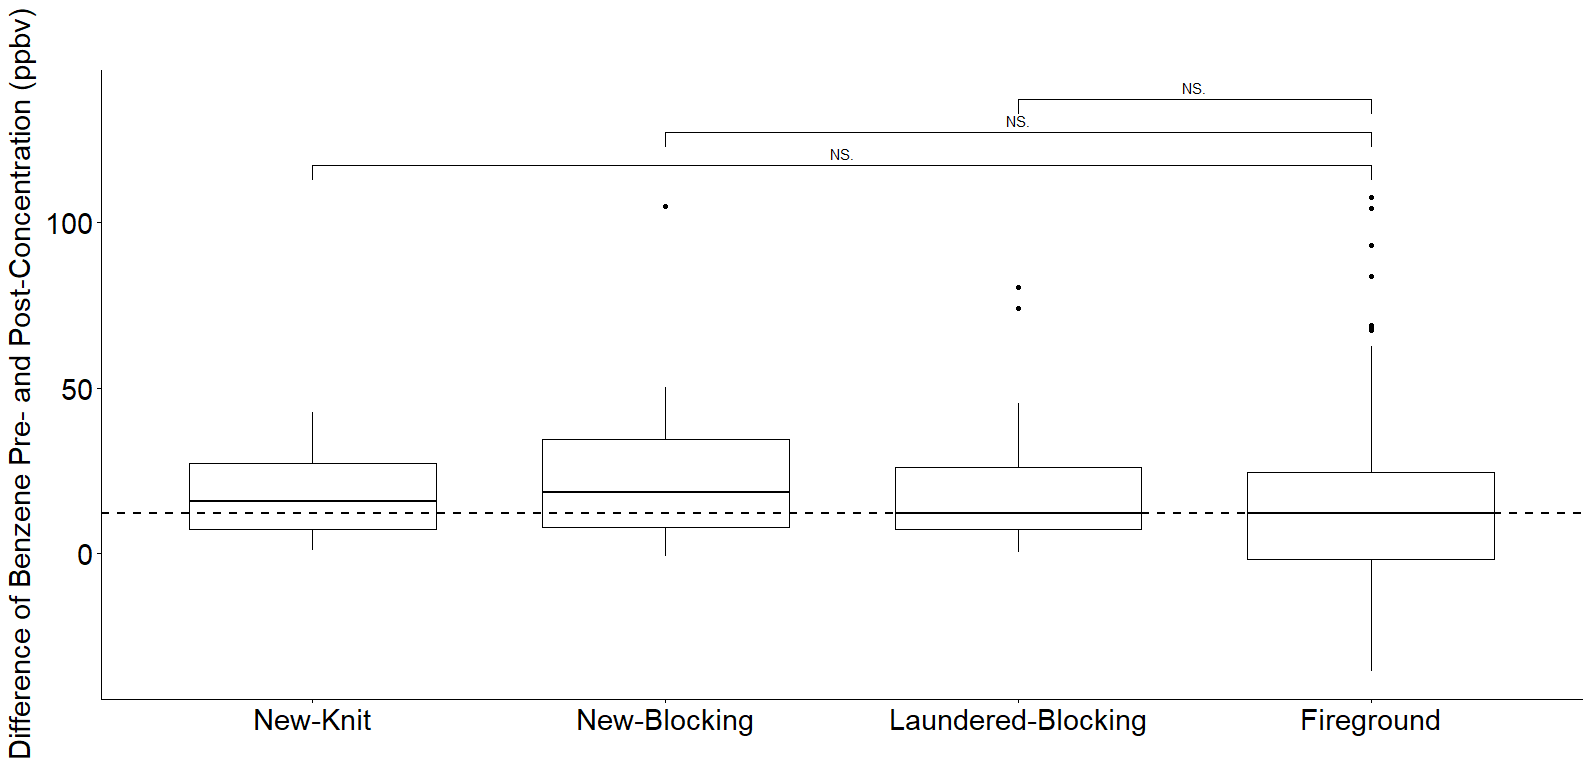 Difference of Benzene Pre- and Post-Concentration (ppbv)
NS.
NS.
NS.
100
50
0
New-Knit
New-Blocking
Laundered-Blocking
Fireground